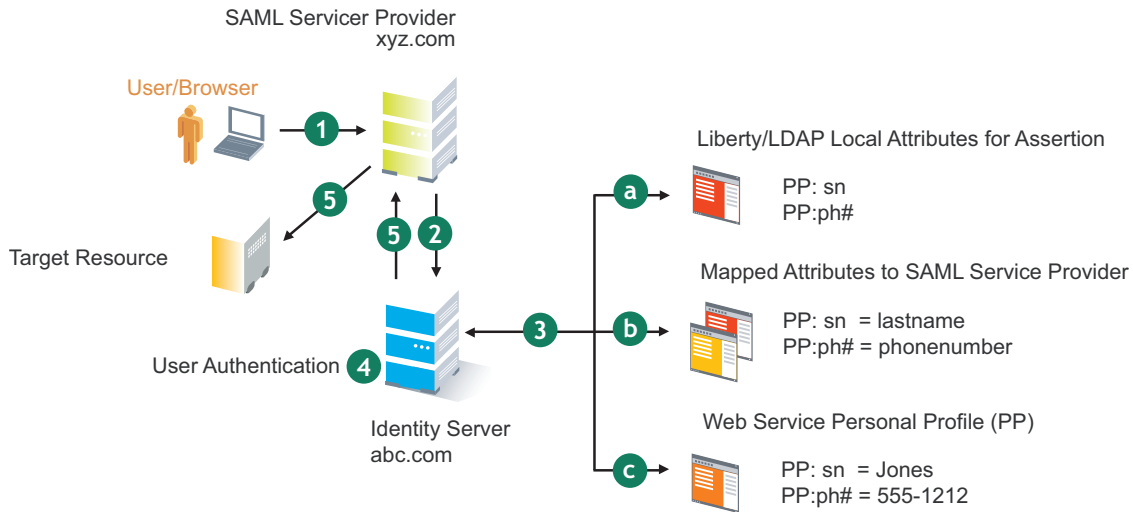 SAML Servicer Provider
xyz.com
User/Browser
1
5
5
2
Target Resource
User Authentication
4
Identity Server
abc.com
3
a
Liberty/LDAP Local Attributes for Assertion
PP: sn
PP:ph#
b
Mapped Attributes to SAML Service Provider
PP: sn = lastname
PP:ph# = phonenumber
c
Web Service Personal Profile (PP)
PP: sn = Jones
PP:ph# = 555-1212